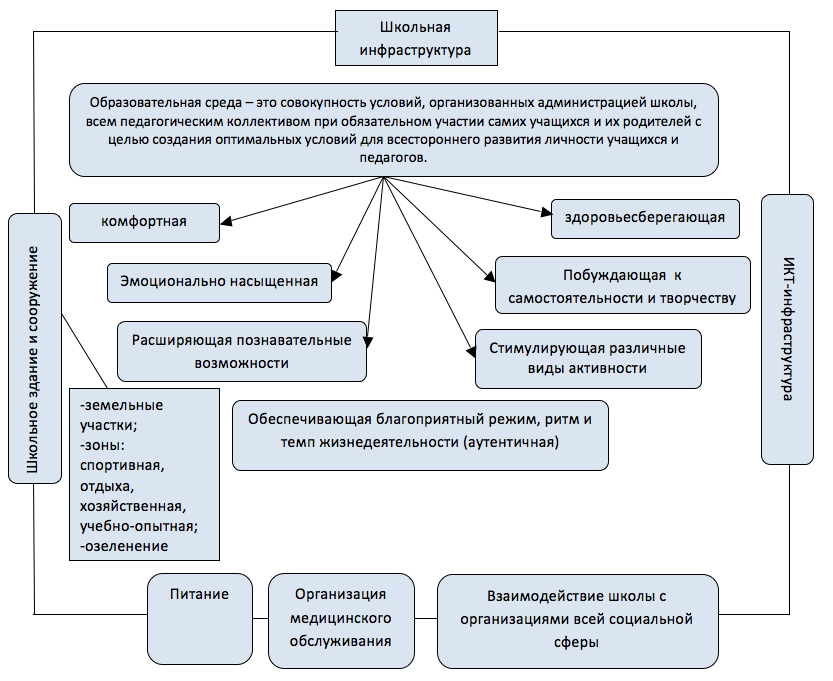 Школьная
инфраструктура
Образовательная среда – это совокупность условий, организованных администрацией школы,
всем педагогическим коллективом при обязательном участии самих учащихся и их родителей с
целью создания оптимальных условий для всестороннего развития личности учащихся и
педагогов.
комфортная
здоровьесберегающая
Эмоционально насыщенная
Побуждающая к
самостоятельности и творчеству
Расширяющая познавательные
возможности
Стимулирующая различные
виды активности
Обеспечивающая благоприятный режим, ритм и
темп жизнедеятельности (аутентичная)
Школьное здание и сооружение
ИКТ-инфраструктура
-земельные
участки;
-зоны:
спортивная,
отдыха,
хозяйственная,
учебно-опытная;
-озеленение
Питание
Организация
медицинского
обслуживания
Взаимодействие школы с
организациями всей социальной
сферы